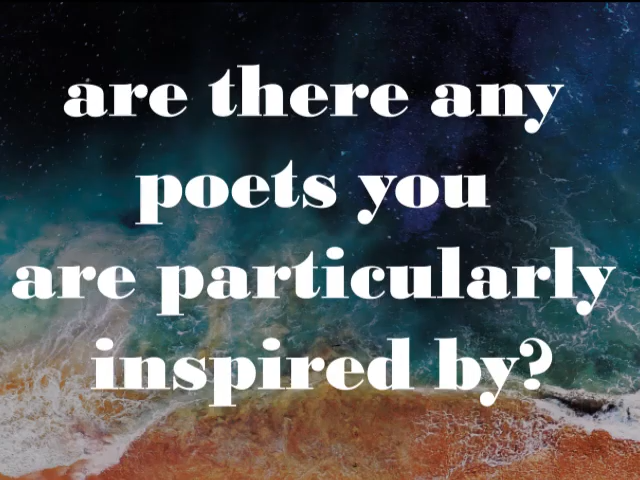 are there any
poets you
are particularly
inspired by?